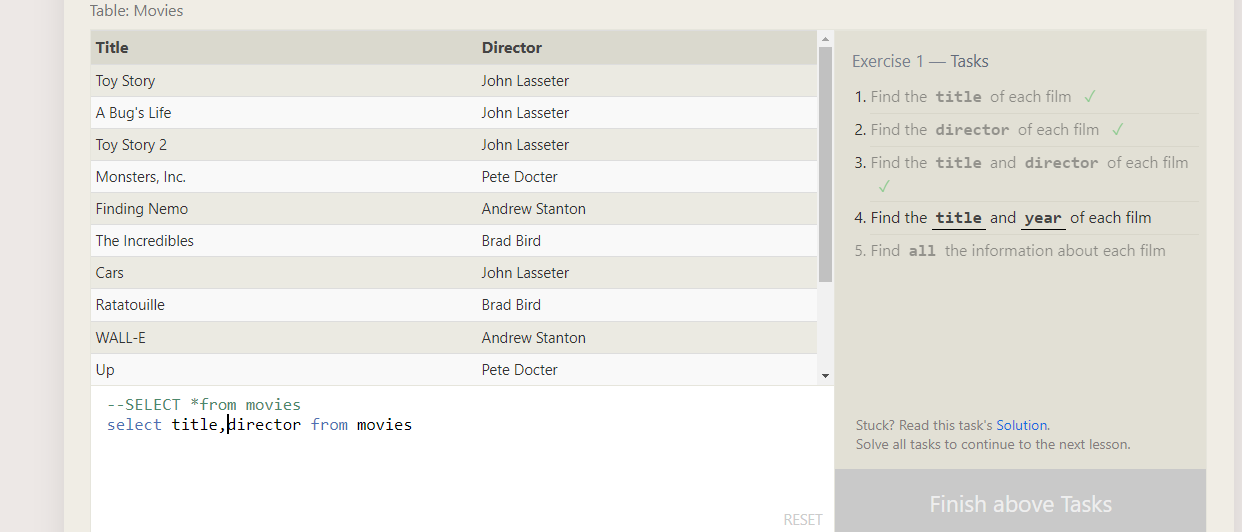 Table: Movies
Title Director
Toy Story John Lasseter
A Bug's Life John Lasseter
Toy Story 2 John Lasseter
Monsters, Inc. Pete Docter
Finding Nemo Andrew Stanton
The Incredibles Brad Bird
Cars John Lasseter
Ratatouille Brad Bird
WALL-E Andrew Stanton
Up Pete Docter
--SELECT *from movies
select title,director from movies
RESET
Exercise 1 — Tasks
1. Find the title of each film ✓
2. Find the director of each film ✓
3. Find the title and director of each film
✓
4. Find the title and year of each film
5. Find all the information about each film
Stuck? Read this task's Solution.
Solve all tasks to continue to the next lesson.
Finish above Tasks